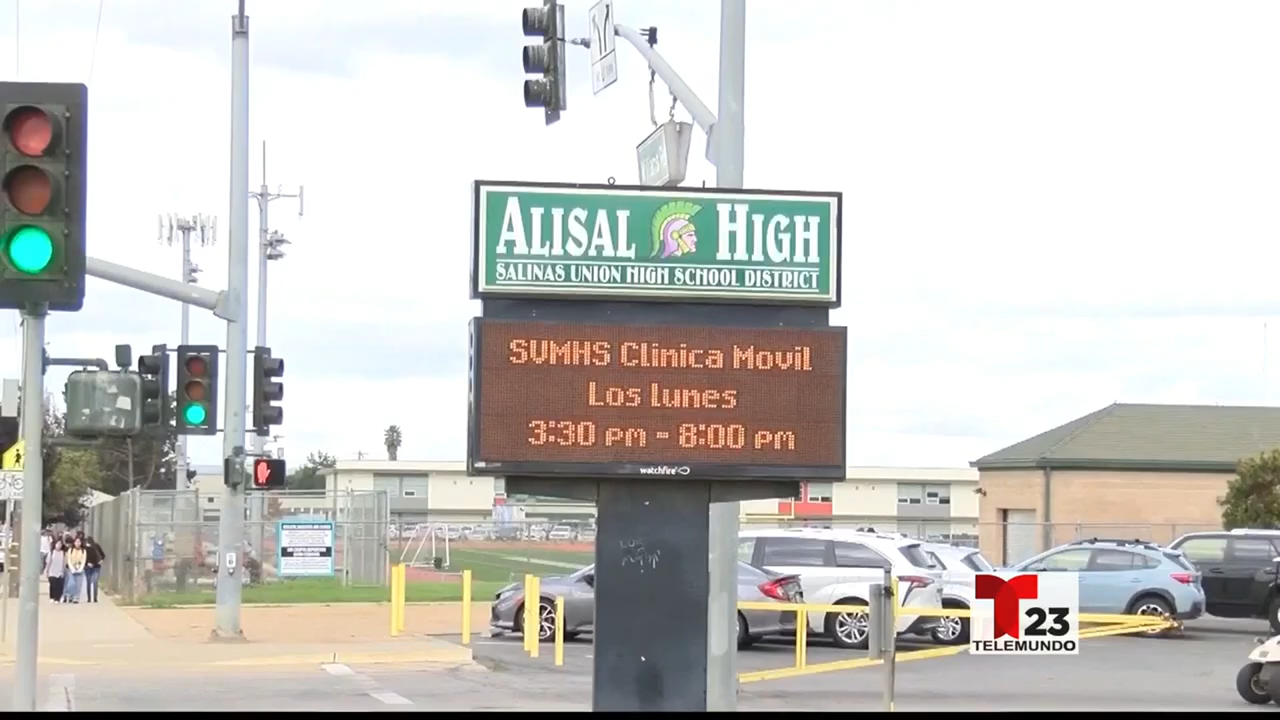 ALISAL HIGH
SALINAS UNION HIGH SCHOOL DISTRICT
SVMHS Clinica Movil
Los lunes
3:30 pm - 8:00 pm
watchfire
T 23
TELEMUNDO